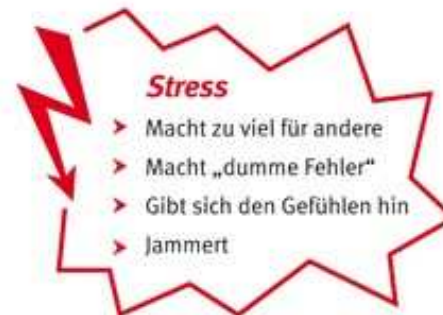 Stress
➤ Macht zu viel für andere
➤ Macht „dumme Fehler“
➤ Gibt sich den Gefühlen hin
➤ Jammert